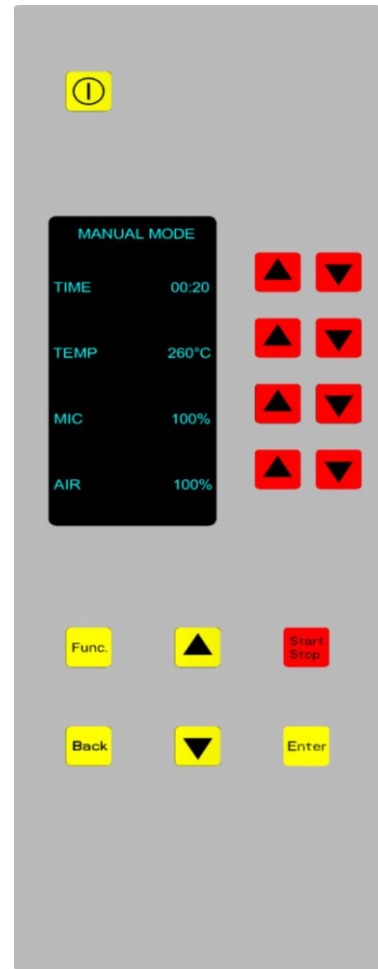 MANUAL MODE
TIME 00:20
TEMP 260°C
MIC 100%
AIR 100%
Func.
Start
Stop
Back
Enter